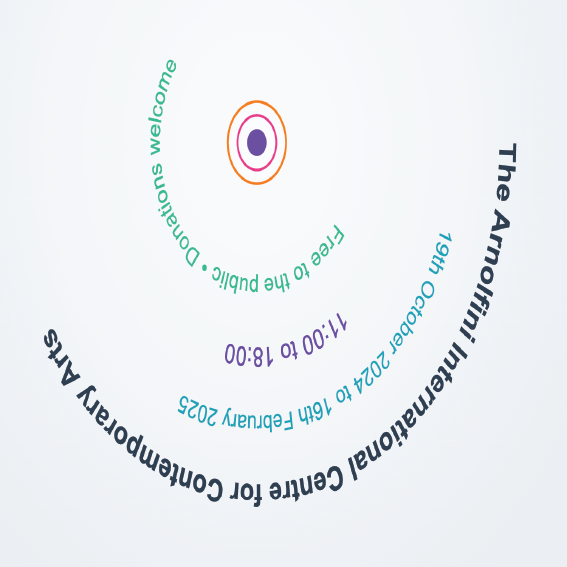 The Arnolfini International Centre for Contemporary Arts
19th October 2024 to 16th February 2025
11:00 to 18:00
Free to the public • Donations welcome